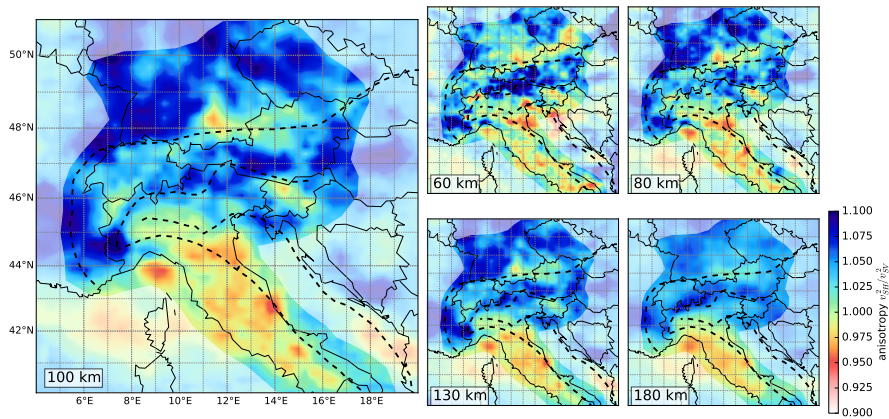 50°N
48°N
46°N
44°N
42°N
100 km
6°E 8°E 10°E 12°E 14°E 16°E 18°E
60 km
80 km
130 km
180 km
1.100
1.075
1.050
1.025
1.000
0.975
0.950
0.925
0.900
anisotropy v²SH/v²SV